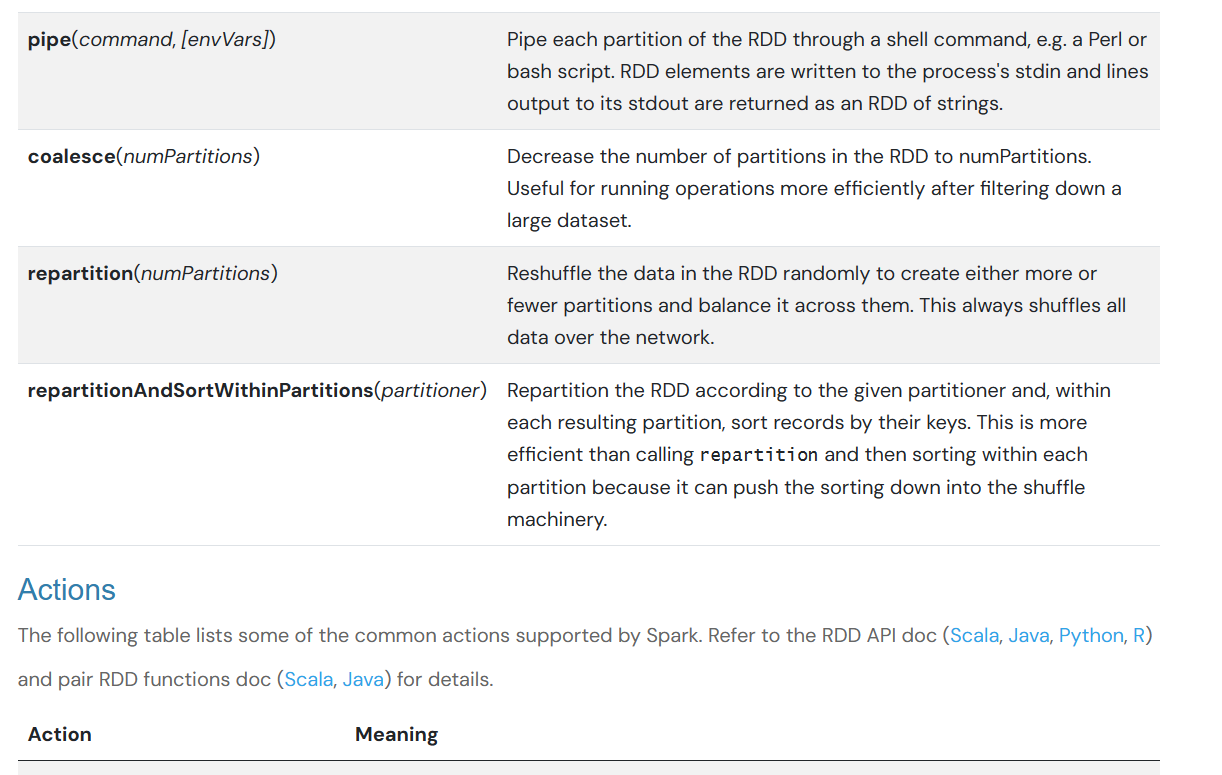 pipe(command, [envVars])
Pipe each partition of the RDD through a shell command, e.g. a Perl or
bash script. RDD elements are written to the process's stdin and lines
output to its stdout are returned as an RDD of strings.
coalesce(numPartitions)
Decrease the number of partitions in the RDD to numPartitions.
Useful for running operations more efficiently after filtering down a
large dataset.
repartition(numPartitions)
Reshuffle the data in the RDD randomly to create either more or
fewer partitions and balance it across them. This always shuffles all
data over the network.
repartitionAndSortWithinPartitions(partitioner)
Repartition the RDD according to the given partitioner and, within
each resulting partition, sort records by their keys. This is more
efficient than calling repartition and then sorting within each
partition because it can push the sorting down into the shuffle
machinery.
Actions
The following table lists some of the common actions supported by Spark. Refer to the RDD API doc (Scala, Java, Python, R)
and pair RDD functions doc (Scala, Java) for details.
Action Meaning